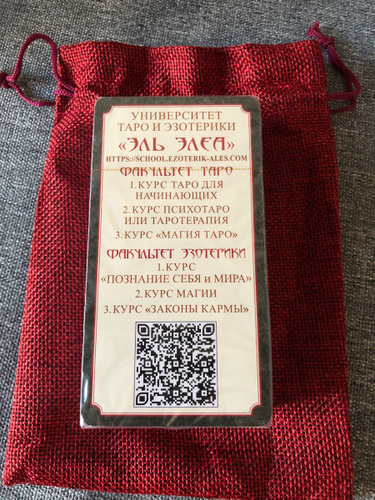 УНИВЕРСИТЕТ
ТАРО И ЭЗОТЕРИКИ
«ЭЛЬ ЭЛЕА»
HTTPS://SCHOOL.EZOTERIK-ALES.COM
ФАКУЛЬТЕТ ТАРО
1.КУРС ТАРО ДЛЯ
НАЧИНАЮЩИХ
2.КУРС ПСИХОТАРО
ИЛИ ТАРОТЕРАПИЯ
3.КУРС «МАГИЯ ТАРО»
ФАКУЛЬТЕТ ЭЗОТЕРИКИ
1.КУРС
«ПОЗНАНИЕ СЕБЯ и МИРА»
2.КУРС МАГИИ
3.КУРС «ЗАКОНЫ КАРМЫ»